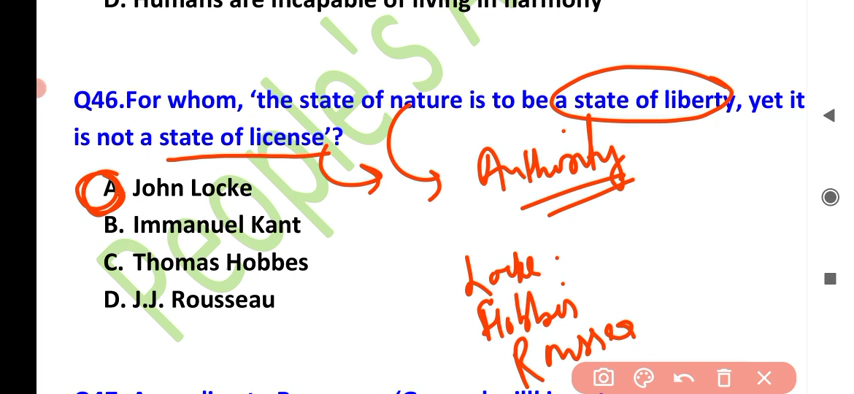 D. Humans are incapable of living in harmony
Q46.For whom, ‘the state of nature is to be a state of liberty, yet it
is not a state of license’?
Authority
A. John Locke
B. Immanuel Kant
C. Thomas Hobbes
D. J.J. Rousseau
Locke
Hobbes
People's